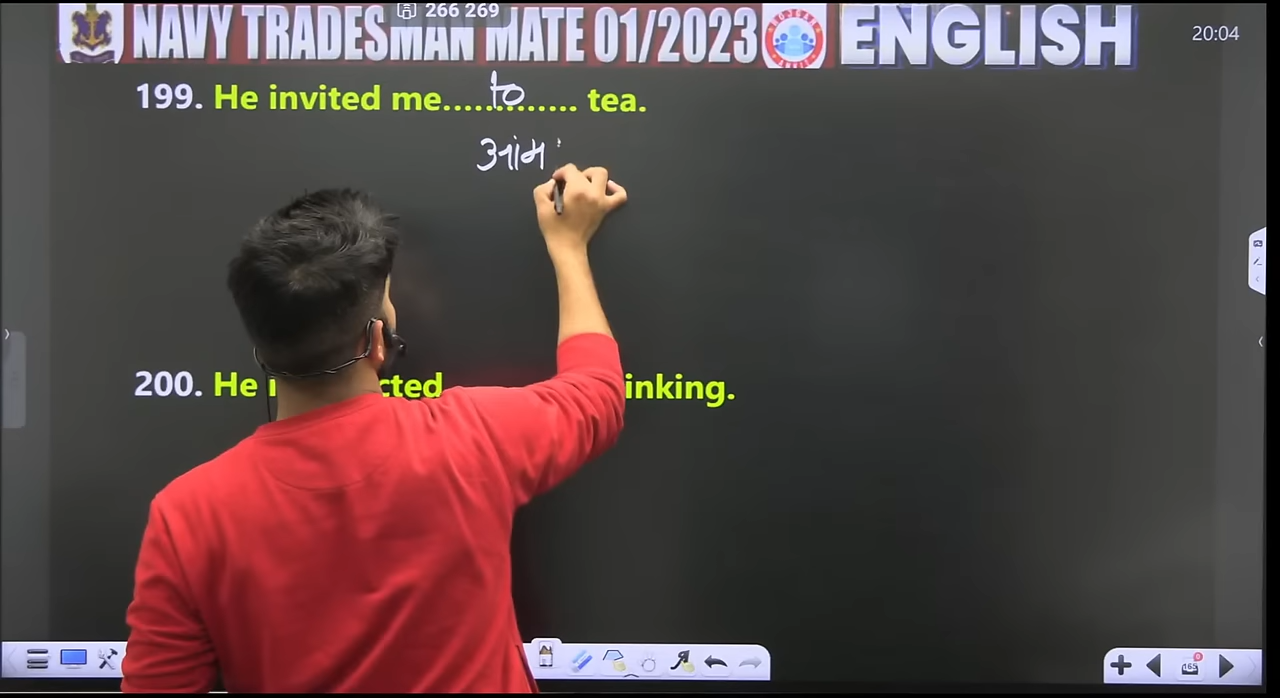 266 269
NAVY TRADESMAN MATE 01/2023 ENGLISH
20:04
199. He invited me....to....... tea.
आंम
200. He
cted
inking.
165